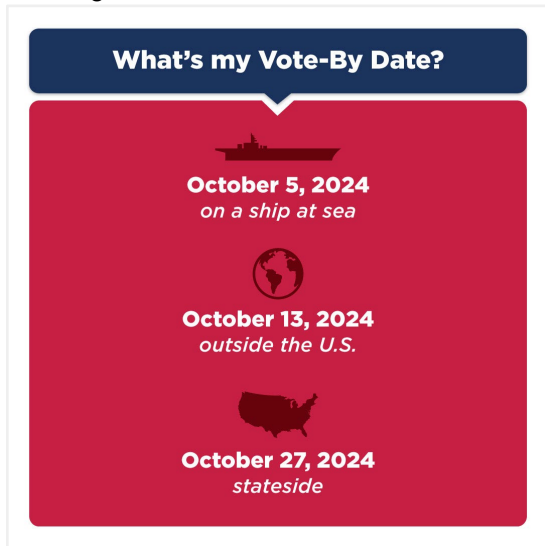 What's my Vote-By Date?
October 5, 2024
on a ship at sea
October 13, 2024
outside the U.S.
October 27, 2024
stateside